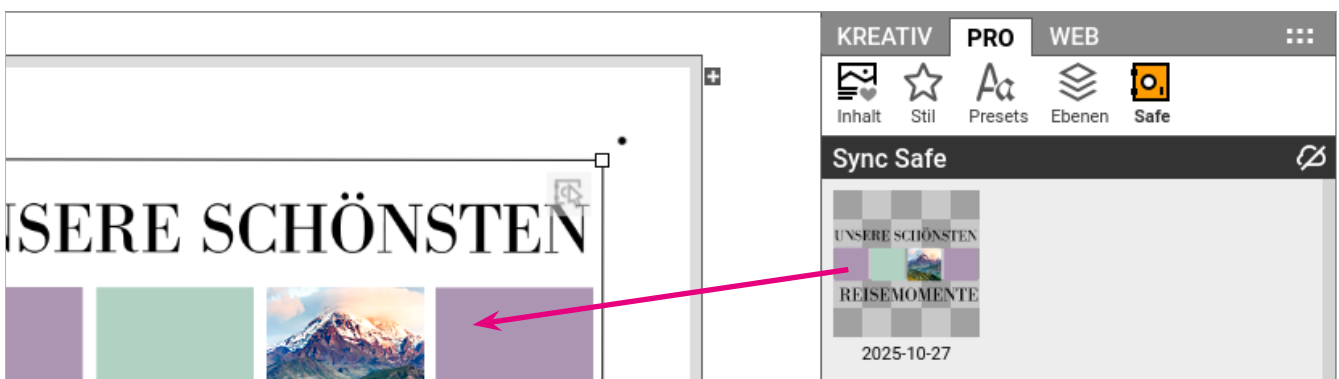 KREATIV PRO WEB
Inhalt Stil Presets Ebenen Safe
Sync Safe
NSERE SCHÖNSTEN
UNSERE SCHÖNSTEN
REISEMOMENTE
2025-10-27